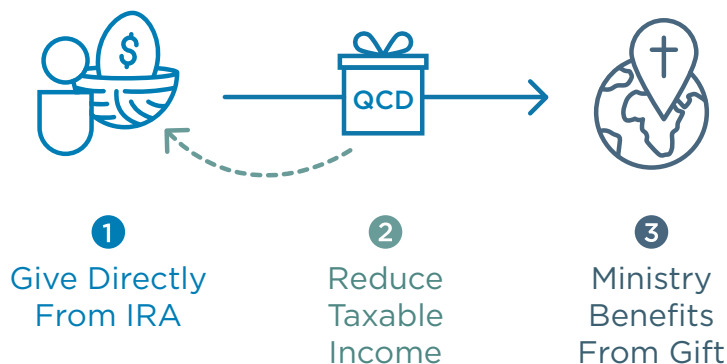 $
QCD
1
Give Directly
From IRA
2
Reduce
Taxable
Income
3
Ministry
Benefits
From Gift